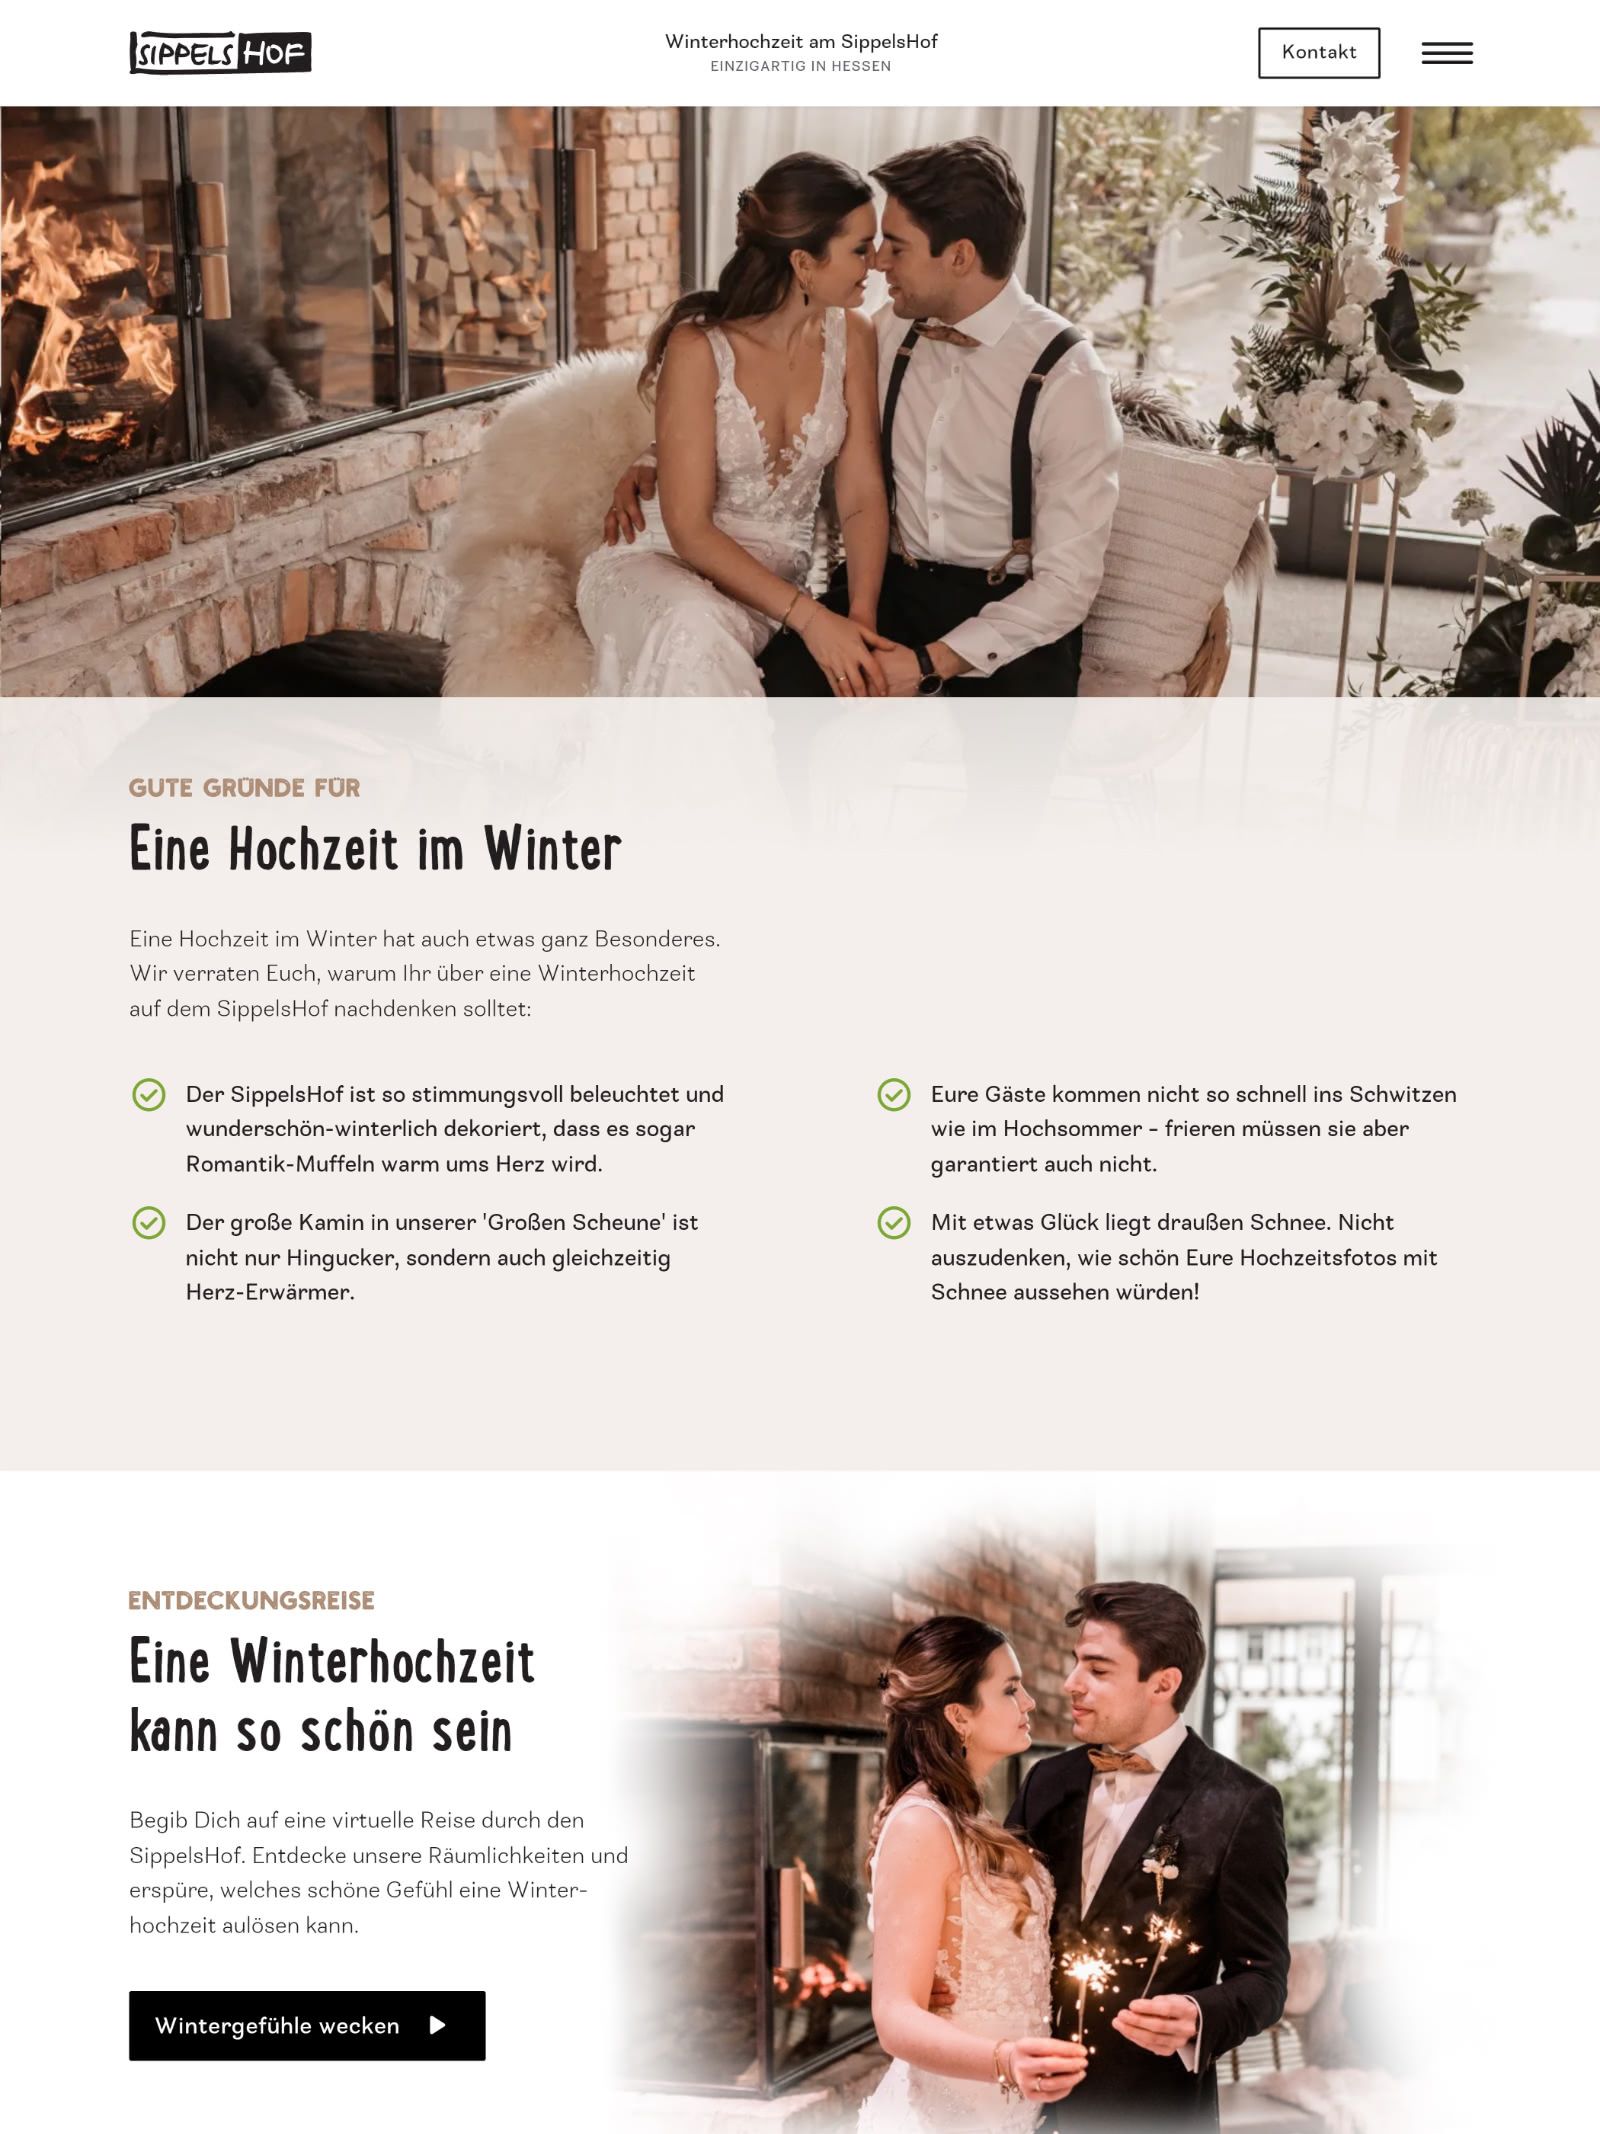 SIPPELS HOF
Winterhochzeit am SippelsHof
EINZIGARTIG IN HESSEN
Kontakt
GUTE GRÜNDE FÜR
Eine Hochzeit im Winter
Eine Hochzeit im Winter hat auch etwas ganz Besonderes.
Wir verraten Euch, warum Ihr über eine Winterhochzeit
auf dem SippelsHof nachdenken solltet:
Der SippelsHof ist so stimmungsvoll beleuchtet und
wunderschön-winterlich dekoriert, dass es sogar
Romantik-Muffeln warm ums Herz wird.
Der große Kamin in unserer 'Großen Scheune' ist
nicht nur Hingucker, sondern auch gleichzeitig
Herz-Erwärmer.
Eure Gäste kommen nicht so schnell ins Schwitzen
wie im Hochsommer – frieren müssen sie aber
garantiert auch nicht.
Mit etwas Glück liegt draußen Schnee. Nicht
auszudenken, wie schön Eure Hochzeitsfotos mit
Schnee aussehen würden!
ENTDECKUNGSREISE
Eine Winterhochzeit
kann so schön sein
Begib Dich auf eine virtuelle Reise durch den
SippelsHof. Entdecke unsere Räumlichkeiten und
erspüre, welches schöne Gefühl eine Winter-
hochzeit aulösen kann.
Wintergefühle wecken